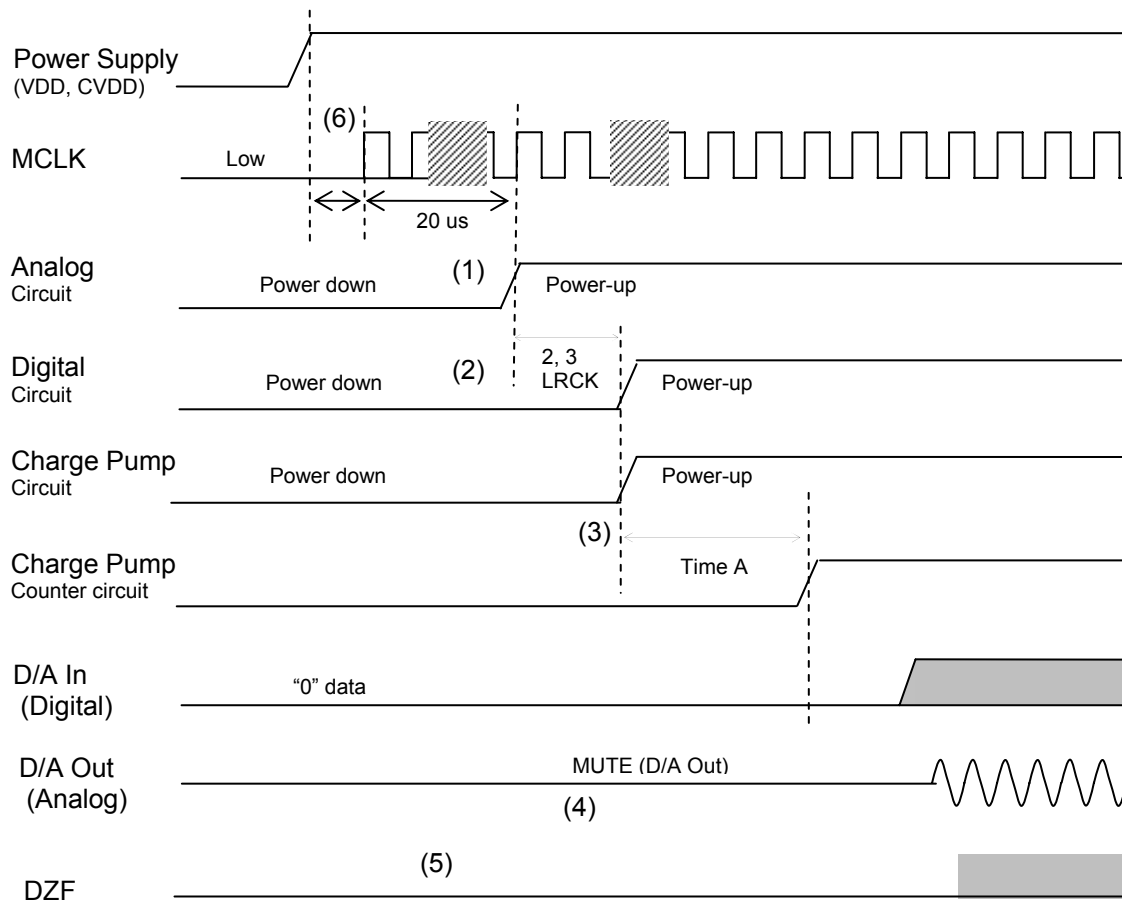 Power Supply
(VDD, CVDD)
(6)
MCLK
Low
20 us
Analog
Circuit
Power down
(1)
Power-up
Digital
Circuit
Power down
(2)
2, 3
LRCK
Power-up
Charge Pump
Circuit
Power down
Power-up
(3)
Charge Pump
Counter circuit
Time A
D/A In
(Digital)
“0” data
D/A Out
(Analog)
MUTE (D/A Out)
(4)
(5)
DZF